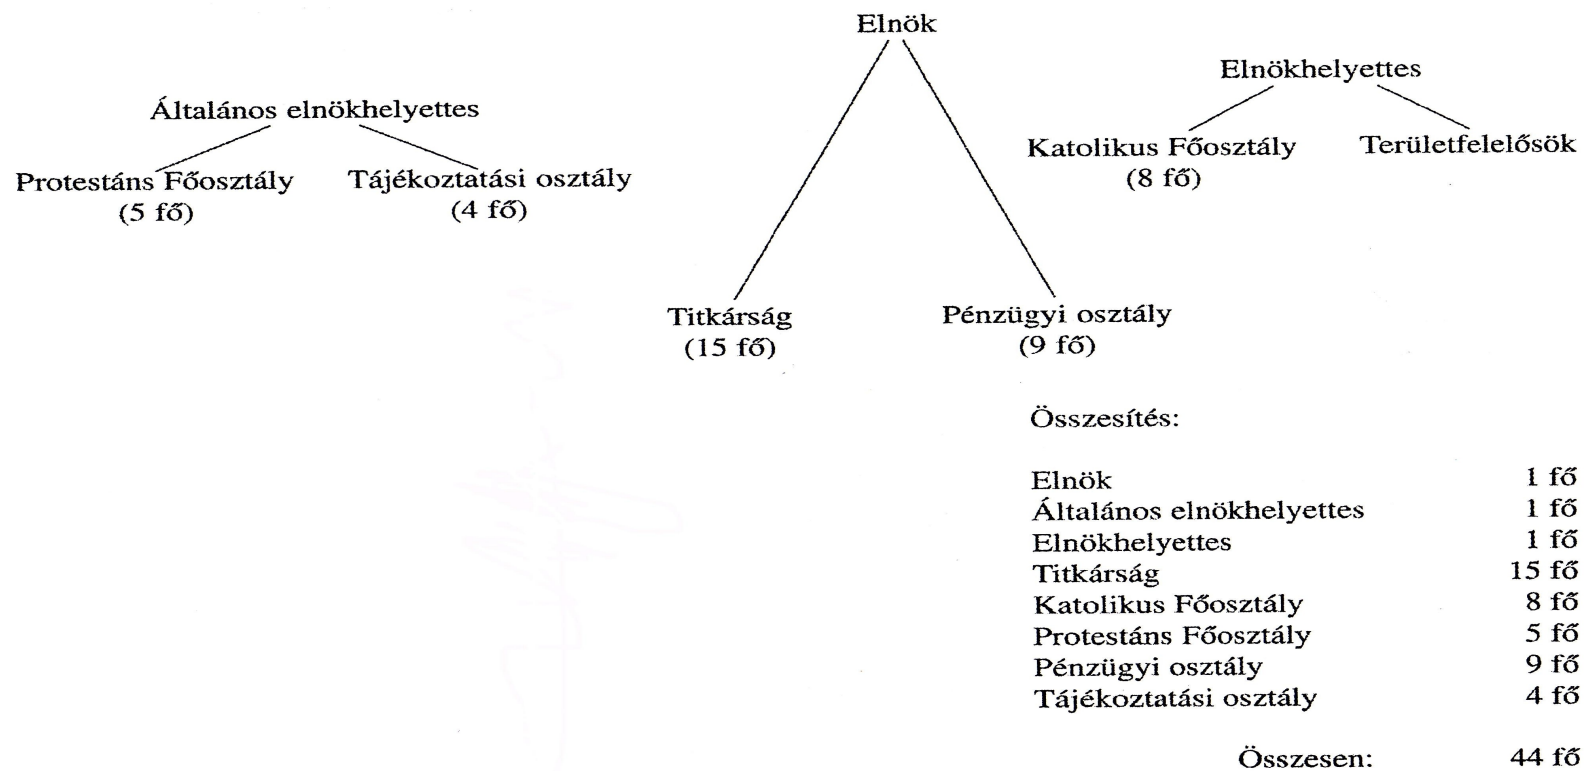 Elnök
Általános elnökhelyettes
Protestáns Főosztály
(5 fő)
Tájékoztatási osztály
(4 fő)
Elnökhelyettes
Katolikus Főosztály
(8 fő)
Területfelelősök
Titkárság
(15 fő)
Pénzügyi osztály
(9 fő)
Összesítés:
Elnök 1 fő
Általános elnökhelyettes 1 fő
Elnökhelyettes 1 fő
Titkárság 15 fő
Katolikus Főosztály 8 fő
Protestáns Főosztály 5 fő
Pénzügyi osztály 9 fő
Tájékoztatási osztály 4 fő
Összesen: 44 fő